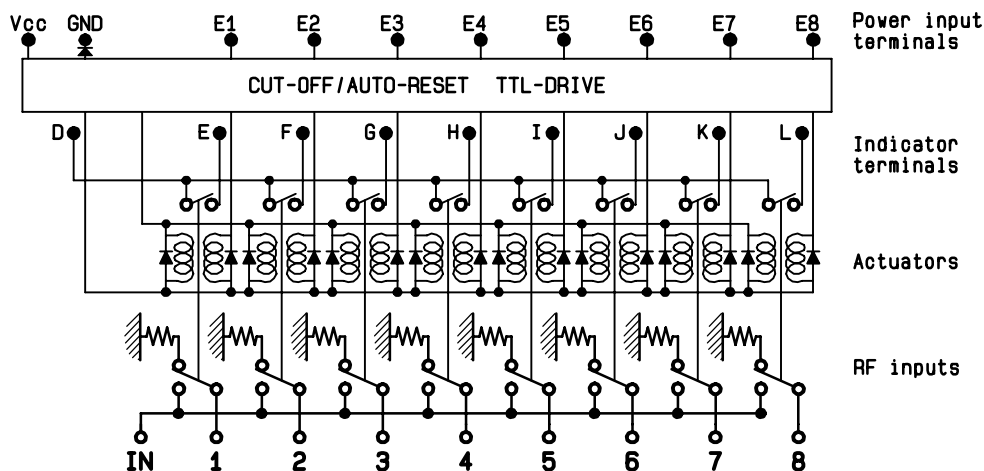 Vcc GND E1 E2 E3 E4 E5 E6 E7 E8 Power input
terminals
CUT-OFF/AUTO-RESET TTL-DRIVE
D E F G H I J K L Indicator
terminals
Actuators
RF inputs
IN 1 2 3 4 5 6 7 8